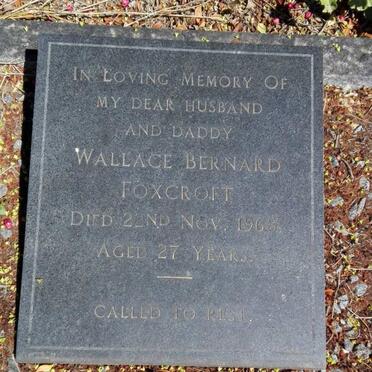 In Loving Memory Of
my dear husband
and daddy
Wallace Bernard
Foxcroft
Died 22nd Nov.
Aged 27 Years.
Called to rest.